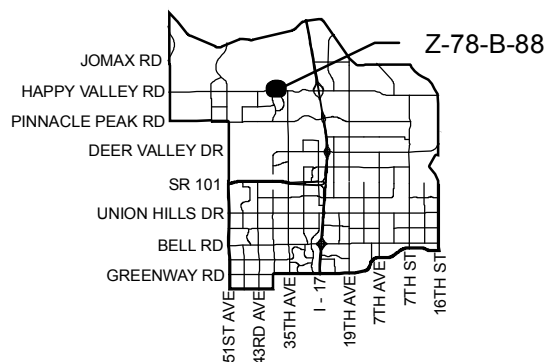 Z-78-B-88
JOMAX RD
HAPPY VALLEY RD
PINNACLE PEAK RD
DEER VALLEY DR
SR 101
UNION HILLS DR
BELL RD
GREENWAY RD
51ST AVE
43RD AVE
35TH AVE
I - 17
19TH AVE
7TH AVE
7TH ST
16TH ST